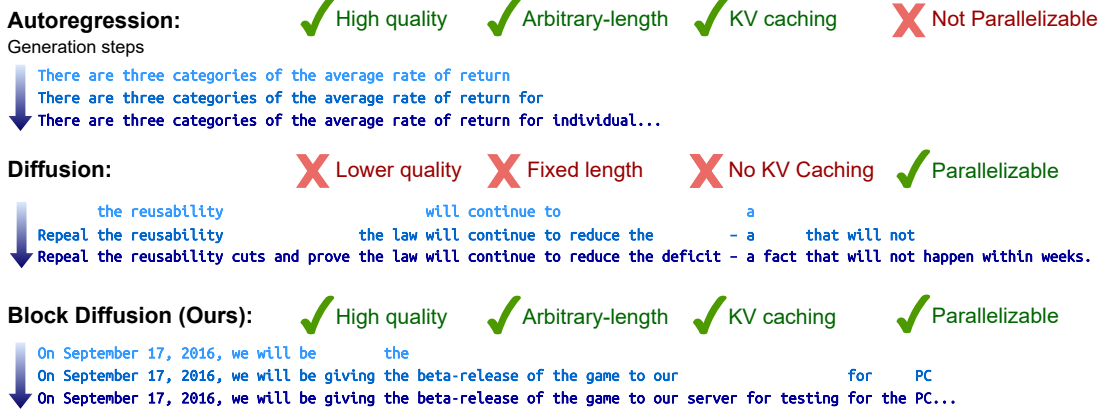 Autoregression: High quality Arbitrary-length KV caching Not Parallelizable
Generation steps
There are three categories of the average rate of return
There are three categories of the average rate of return for
There are three categories of the average rate of return for individual...
Diffusion: Lower quality Fixed length No KV Caching Parallelizable
the reusability will continue to a
Repeal the reusability the law will continue to reduce the – a that will not
Repeal the reusability cuts and prove the law will continue to reduce the deficit – a fact that will not happen within weeks.
Block Diffusion (Ours): High quality Arbitrary-length KV caching Parallelizable
On September 17, 2016, we will be the
On September 17, 2016, we will be giving the beta-release of the game to our for PC
On September 17, 2016, we will be giving the beta-release of the game to our server for testing for the PC...